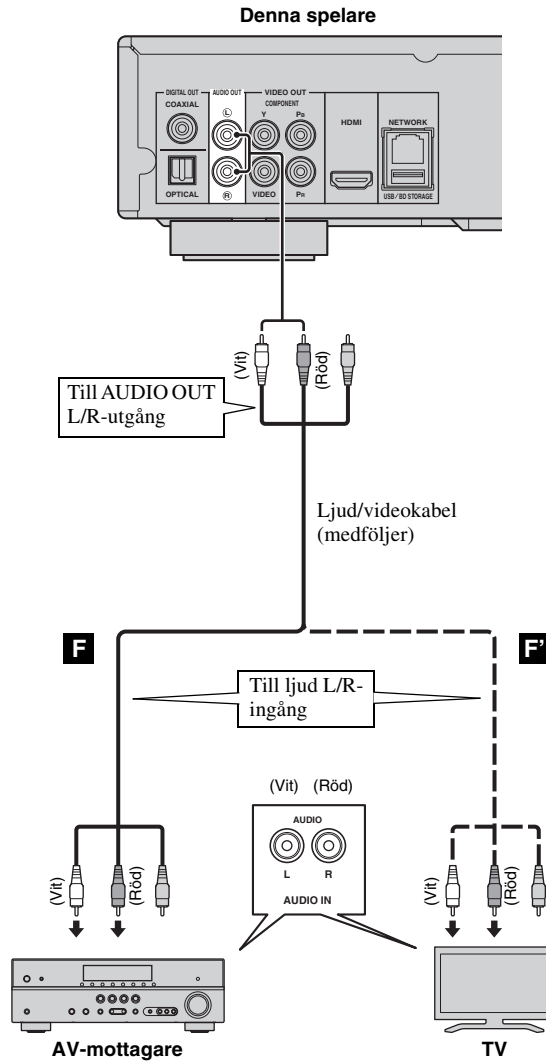 Denna spelare
DIGITAL OUT
AUDIO OUT
VIDEO OUT
COAXIAL
COMPONENT
L
Y
PB
HDMI
NETWORK
OPTICAL
R
VIDEO
PR
USB/BD STORAGE
(Vit)
(Röd)
Till AUDIO OUT
L/R-utgång
Ljud/videokabel
(medföljer)
F
F’
Till ljud L/R-
ingång
(Vit) (Röd)
AUDIO
L R
AUDIO IN
(Vit)
(Röd)
(Vit)
(Röd)
AV-mottagare
TV